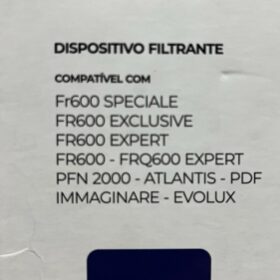 DISPOSITIVO FILTRANTE
COMPATÍVEL COM
Fr600 SPECIALE
FR600 EXCLUSIVE
FR600 EXPERT
FR600 - FRQ600 EXPERT
PFN 2000 - ATLANTIS - PDF
IMMAGINARE - EVOLUX